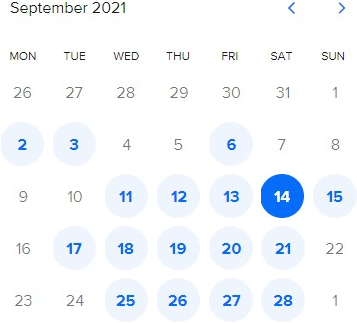 September 2021
MON TUE WED THU FRI SAT SUN
26 27 28 29 30 31 1
2 3 4 5 6 7 8
9 10 11 12 13 14 15
16 17 18 19 20 21 22
23 24 25 26 27 28 1